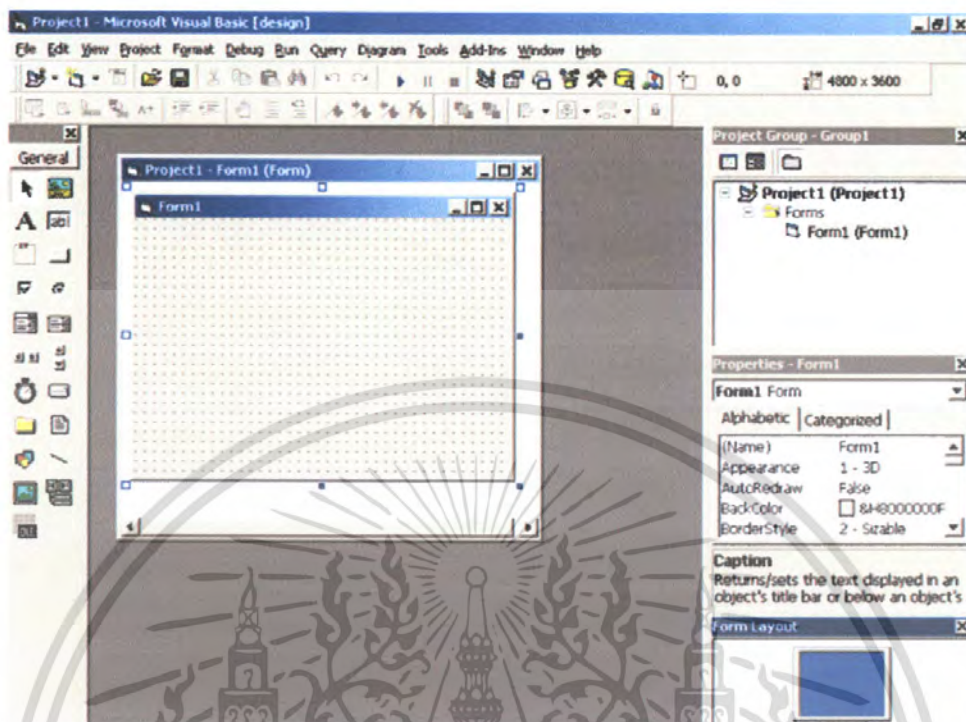 Project1 - Microsoft Visual Basic [design]
File Edit View Project Format Debug Run Query Diagram Tools Add-Ins Window Help
0, 0 4800 x 3600
General
Project1 - Form1 (Form)
Form1
A
abl
Project Group - Group1
Project1 (Project1)
Forms
Form1 (Form1)
Properties - Form1
Form1 Form
Alphabetic Categorized
(Name) Form1
Appearance 1 - 3D
AutoRedraw False
BackColor &H8000000F
BorderStyle 2 - Sizable
Caption
Returns/sets the text displayed in an
object's title bar or below an object's
Form Layout